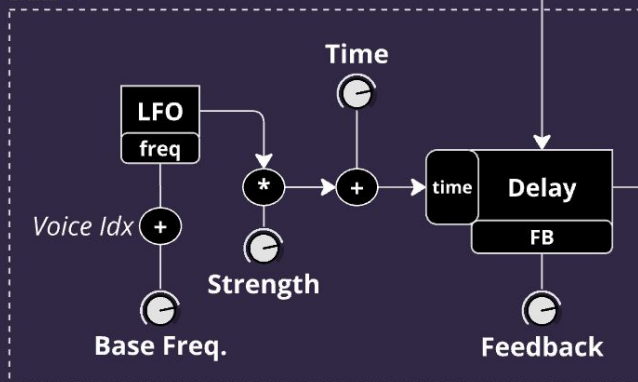 Time
LFO
freq
*
+
time
Delay
Voice Idx
+
FB
Strength
Base Freq.
Feedback